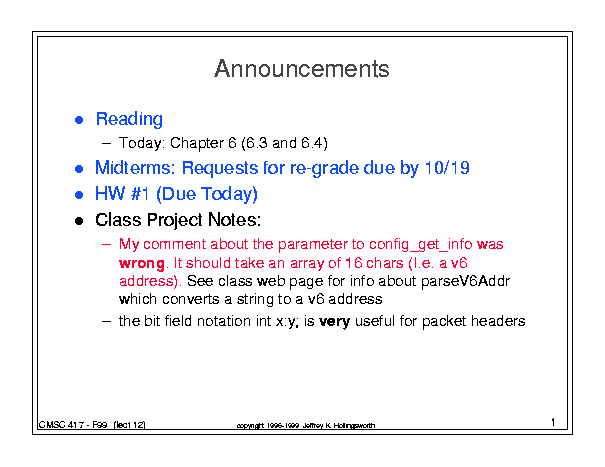 Announcements
● Reading
– Today: Chapter 6 (6.3 and 6.4)
● Midterms: Requests for re-grade due by 10/19
● HW #1 (Due Today)
● Class Project Notes:
– My comment about the parameter to config_get_info was
wrong. It should take an array of 16 chars (I.e. a v6
address). See class web page for info about parseV6Addr
which converts a string to a v6 address
– the bit field notation int x:y; is very useful for packet headers
CMSC 417 - F99 (lect 12)
copyright 1996-1999 Jeffrey K. Hollingsworth
1